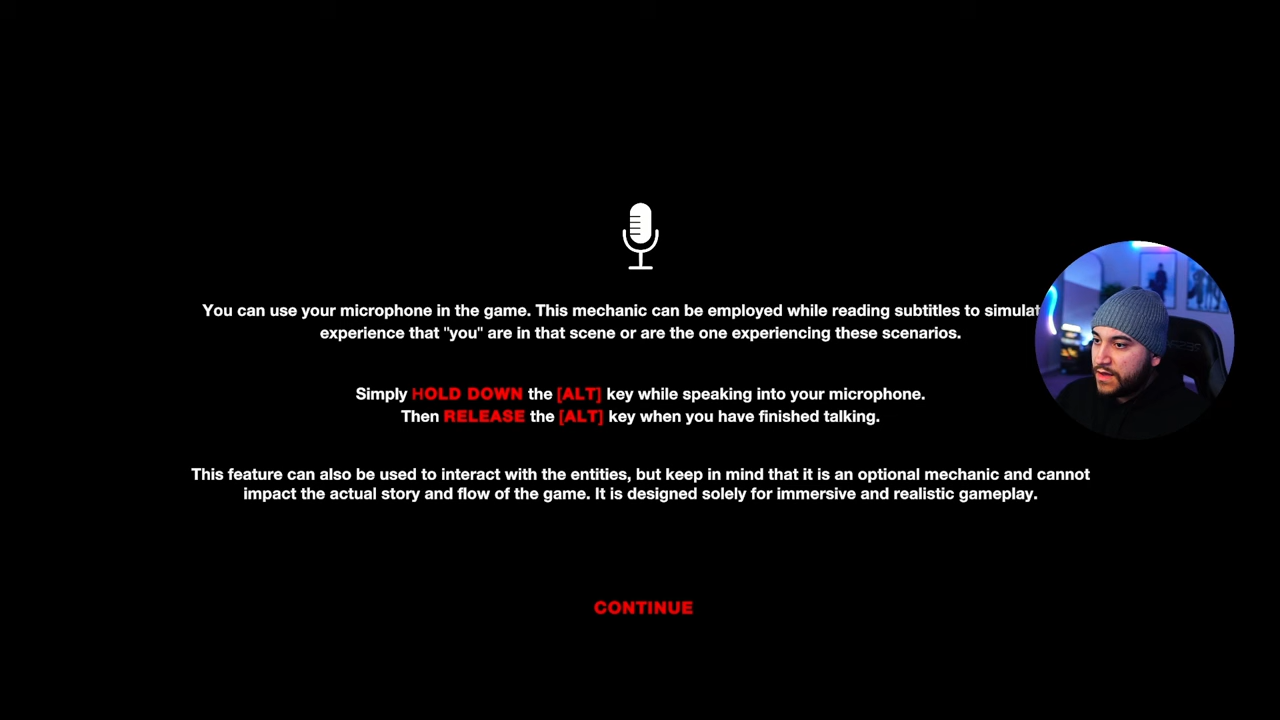 You can use your microphone in the game. This mechanic can be employed while reading subtitles to
experience that "you" are in that scene or are the one experiencing these scenarios.
Simply HOLD DOWN the [ALT] key while speaking into your microphone.
Then RELEASE the [ALT] key when you have finished talking.
This feature can also be used to interact with the entities, but keep in mind that it is an optional mechanic and cannot
impact the actual story and flow of the game. It is designed solely for immersive and realistic gameplay.
CONTINUE